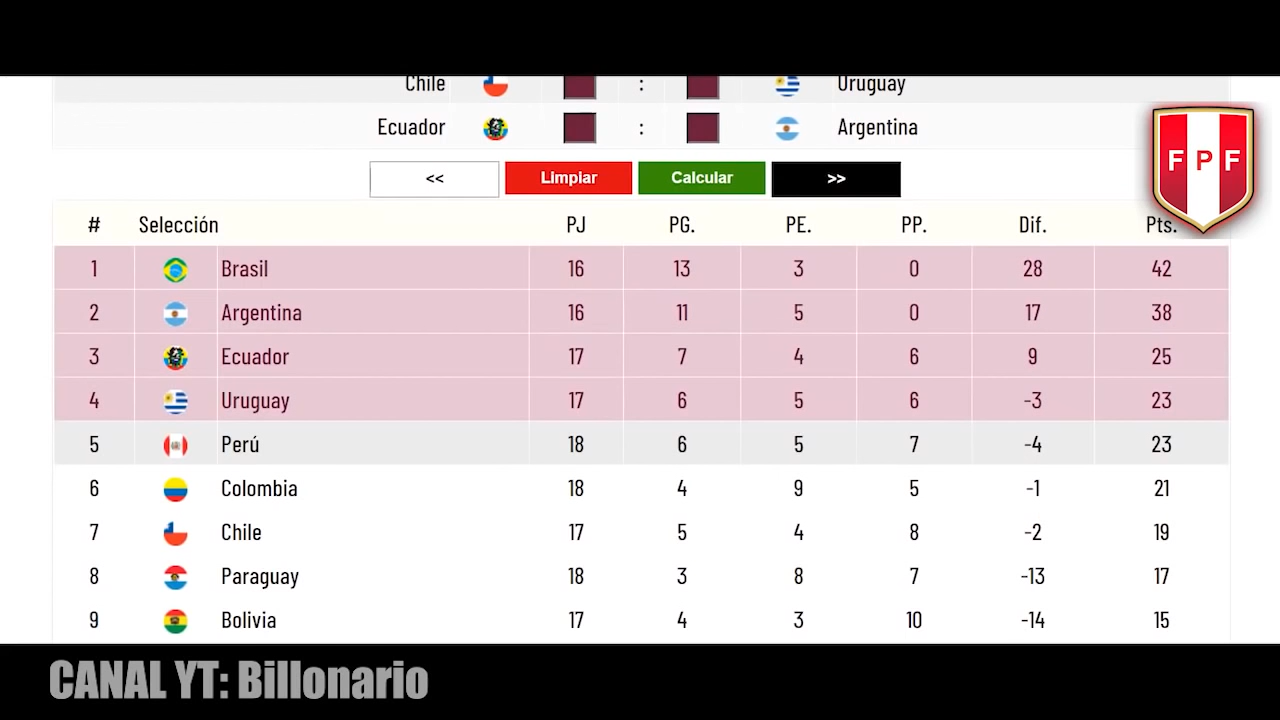 Chile : Uruguay
Ecuador : Argentina
<< Limpiar Calcular >>
FPF
# Selección PJ PG. PE. PP. Dif. Pts.
1 Brasil 16 13 3 0 28 42
2 Argentina 16 11 5 0 17 38
3 Ecuador 17 7 4 6 9 25
4 Uruguay 17 6 5 6 -3 23
5 Perú 18 6 5 7 -4 23
6 Colombia 18 4 9 5 -1 21
7 Chile 17 5 4 8 -2 19
8 Paraguay 18 3 8 7 -13 17
9 Bolivia 17 4 3 10 -14 15
CANAL YT: Billonario